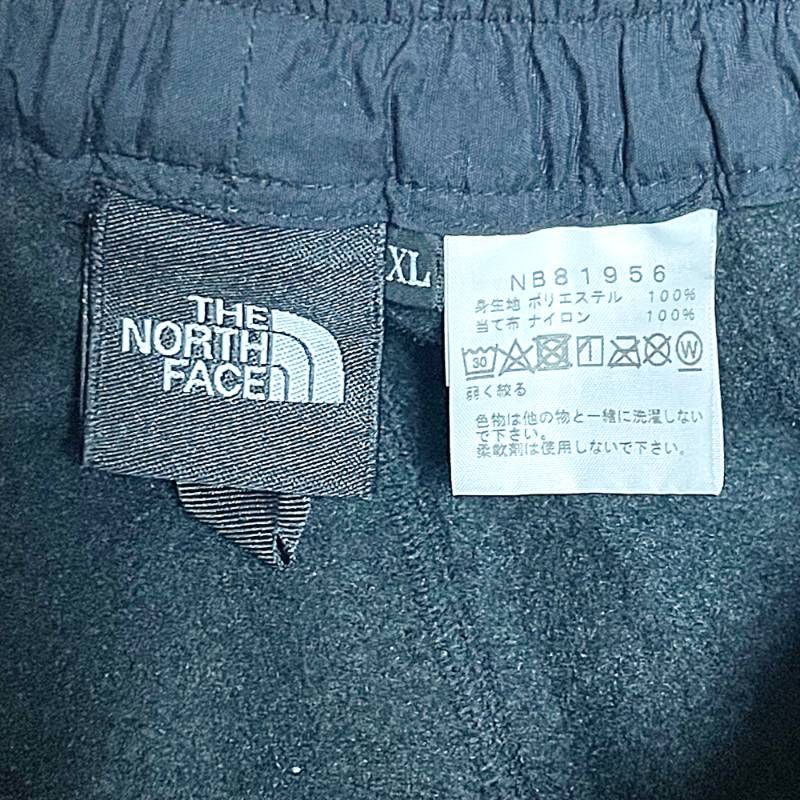 THE
NORTH
FACE
XL
NB81956
身生地 ポリエステル 100%
当て布 ナイロン 100%
30 W
弱く絞る
色物は他の物と一緒に洗濯しない
で下さい。
柔軟剤は使用しないで下さい。